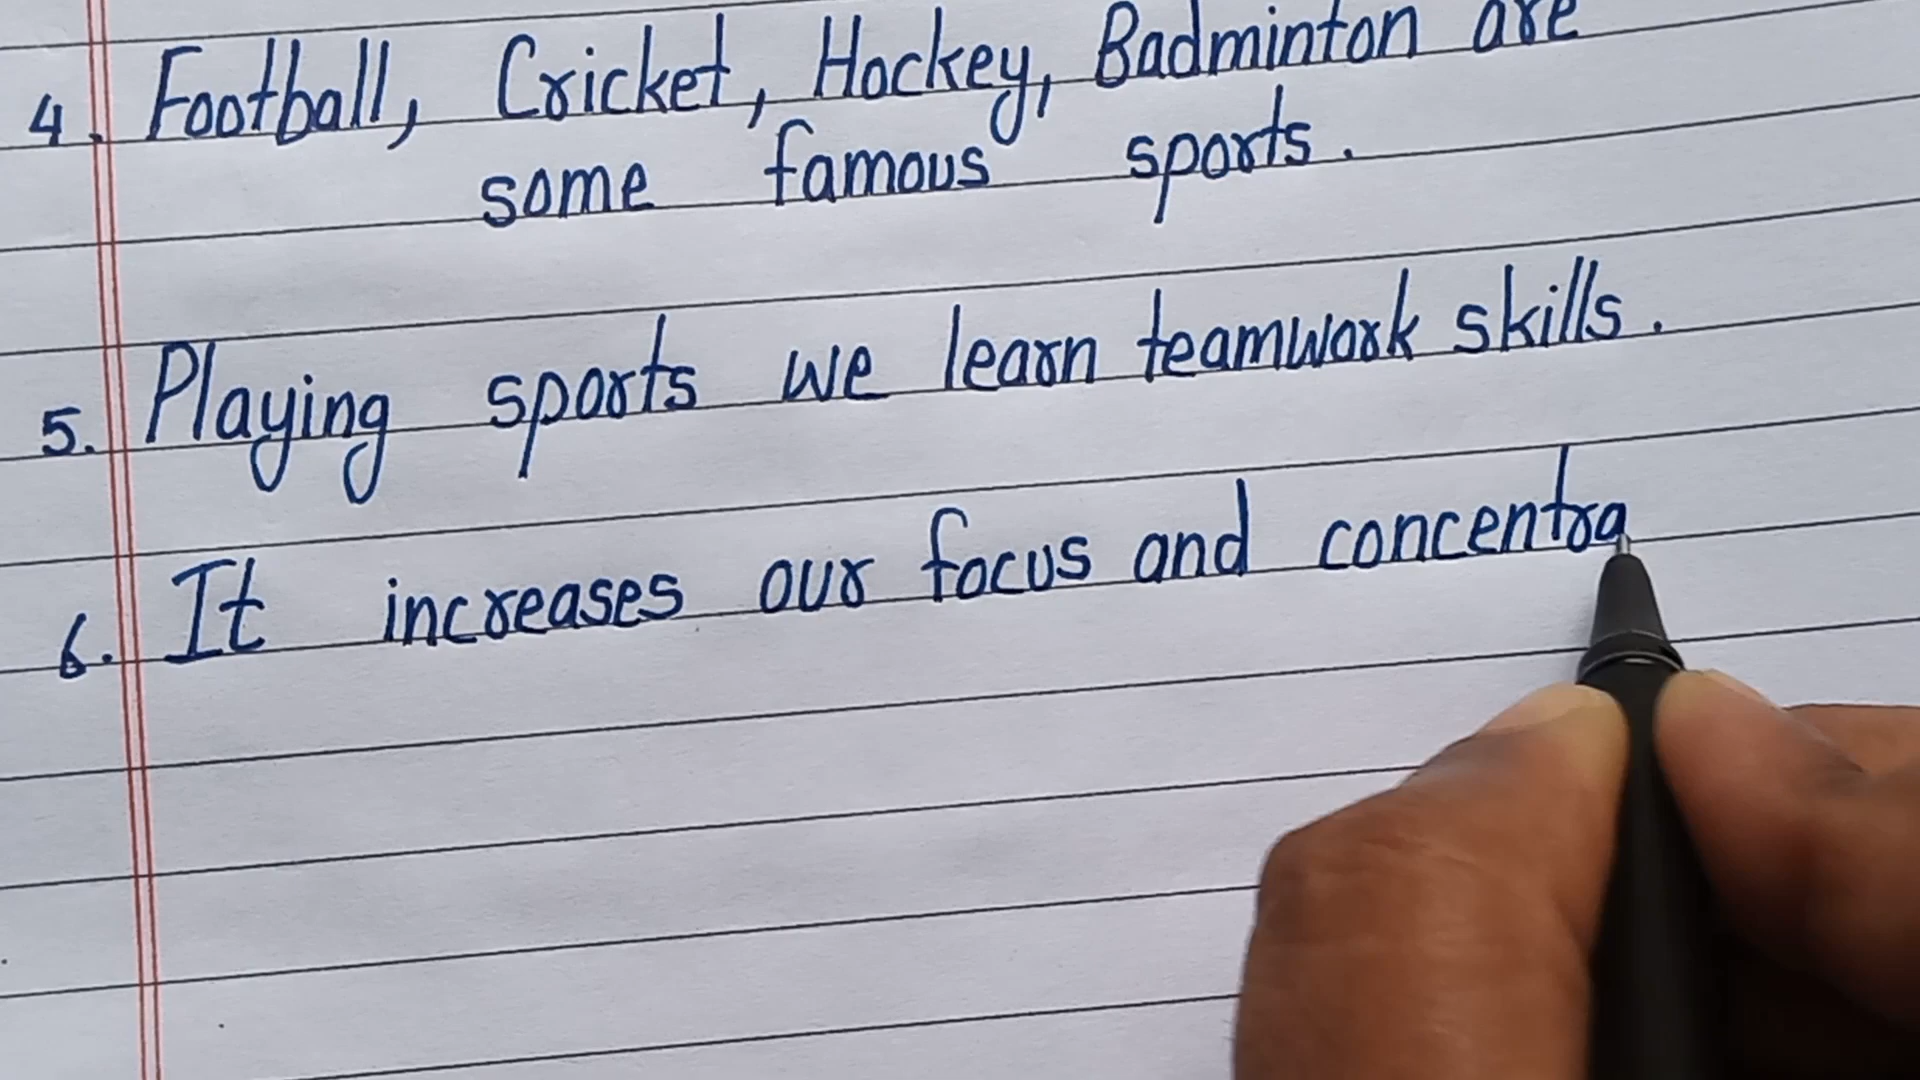 4. Football, Cricket, Hockey, Badminton are
some famous sports.
5. Playing sports we learn teamwork skills.
6. It increases our focus and concentra